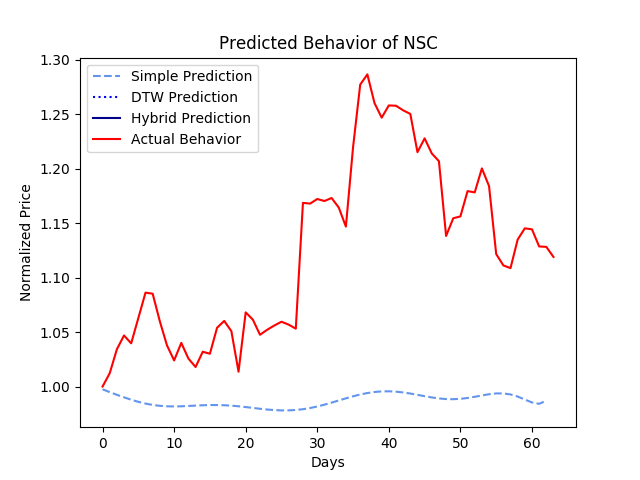 Predicted Behavior of NSC
1.30
1.25
1.20
1.15
1.10
1.05
1.00
Normalized Price
Simple Prediction
DTW Prediction
Hybrid Prediction
Actual Behavior
0 10 20 30 40 50 60
Days